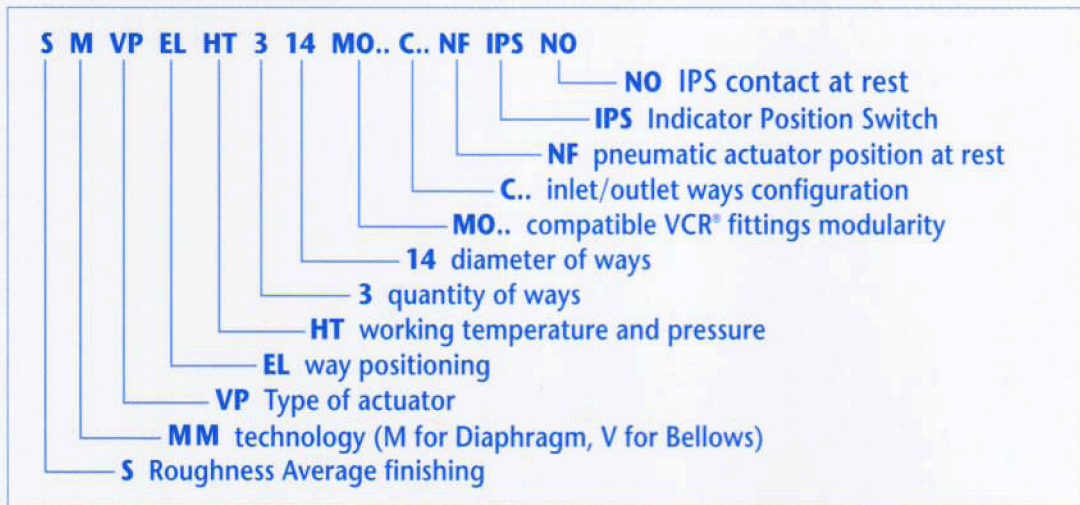 S M VP EL HT 3 14 MO.. C.. NF IPS NO
NO IPS contact at rest
IPS Indicator Position Switch
NF pneumatic actuator position at rest
C.. inlet/outlet ways configuration
MO.. compatible VCR® fittings modularity
14 diameter of ways
3 quantity of ways
HT working temperature and pressure
EL way positioning
VP Type of actuator
MM technology (M for Diaphragm, V for Bellows)
S Roughness Average finishing